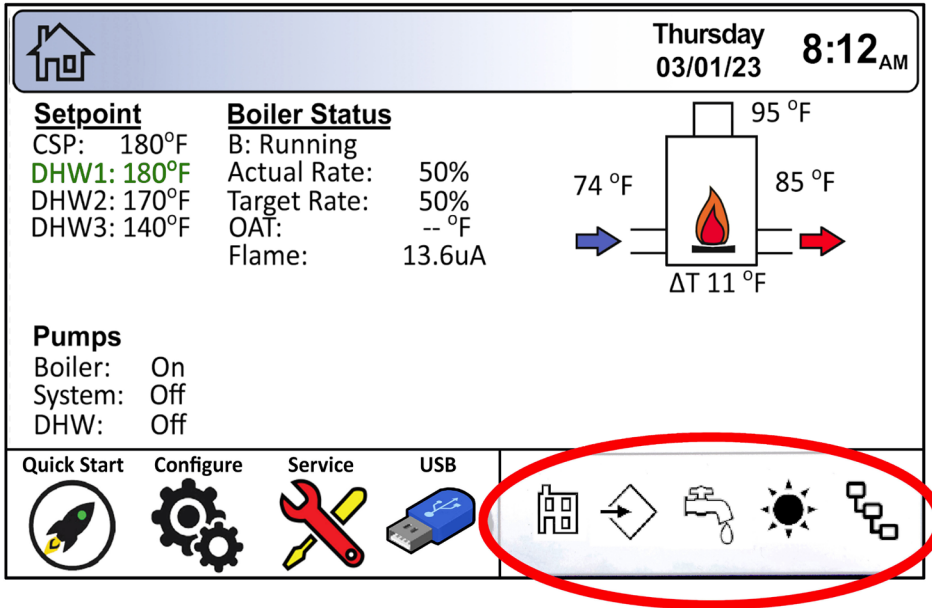 Thursday
03/01/23
8:12AM
Setpoint
CSP: 180°F
DHW1: 180°F
DHW2: 170°F
DHW3: 140°F
Boiler Status
B: Running
Actual Rate: 50%
Target Rate: 50%
OAT: -- °F
Flame: 13.6uA
95 °F
74 °F
85 °F
ΔT 11 °F
Pumps
Boiler: On
System: Off
DHW: Off
Quick Start
Configure
Service
USB